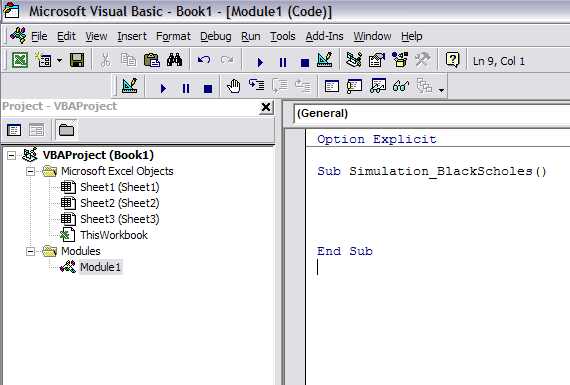 Microsoft Visual Basic - Book1 - [Module1 (Code)]
File Edit View Insert Format Debug Run Tools Add-Ins Window Help
Ln 9, Col 1
Project - VBAProject
(General)
VBAProject (Book1)
Microsoft Excel Objects
Sheet1 (Sheet1)
Sheet2 (Sheet2)
Sheet3 (Sheet3)
ThisWorkbook
Modules
Module1
Option Explicit
Sub Simulation_BlackScholes()
End Sub